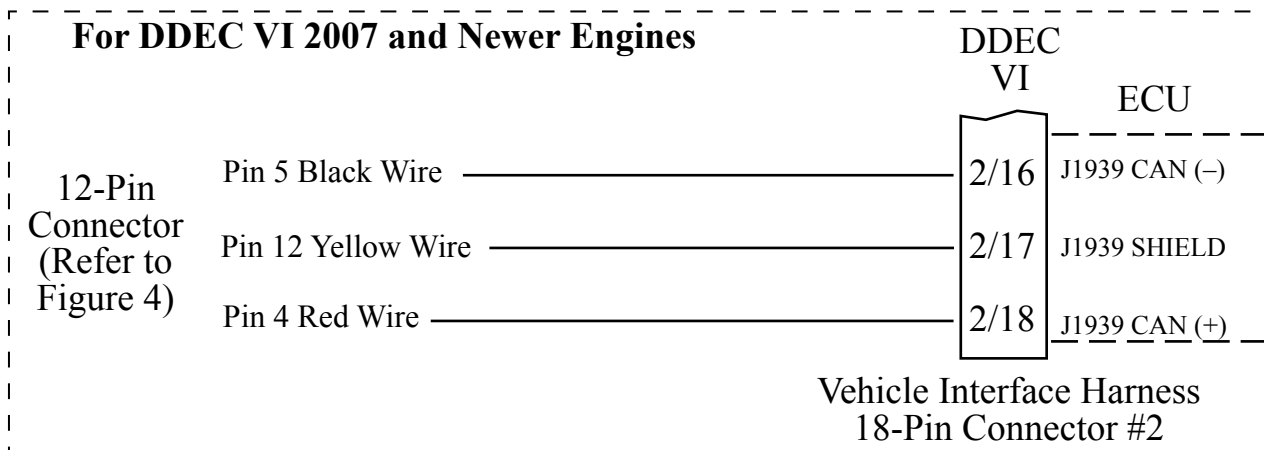 For DDEC VI 2007 and Newer Engines
DDEC
VI
ECU
12-Pin
Connector
(Refer to
Figure 4)
Pin 5 Black Wire
2/16
J1939 CAN (–)
Pin 12 Yellow Wire
2/17
J1939 SHIELD
Pin 4 Red Wire
2/18
J1939 CAN (+)
Vehicle Interface Harness
18-Pin Connector #2